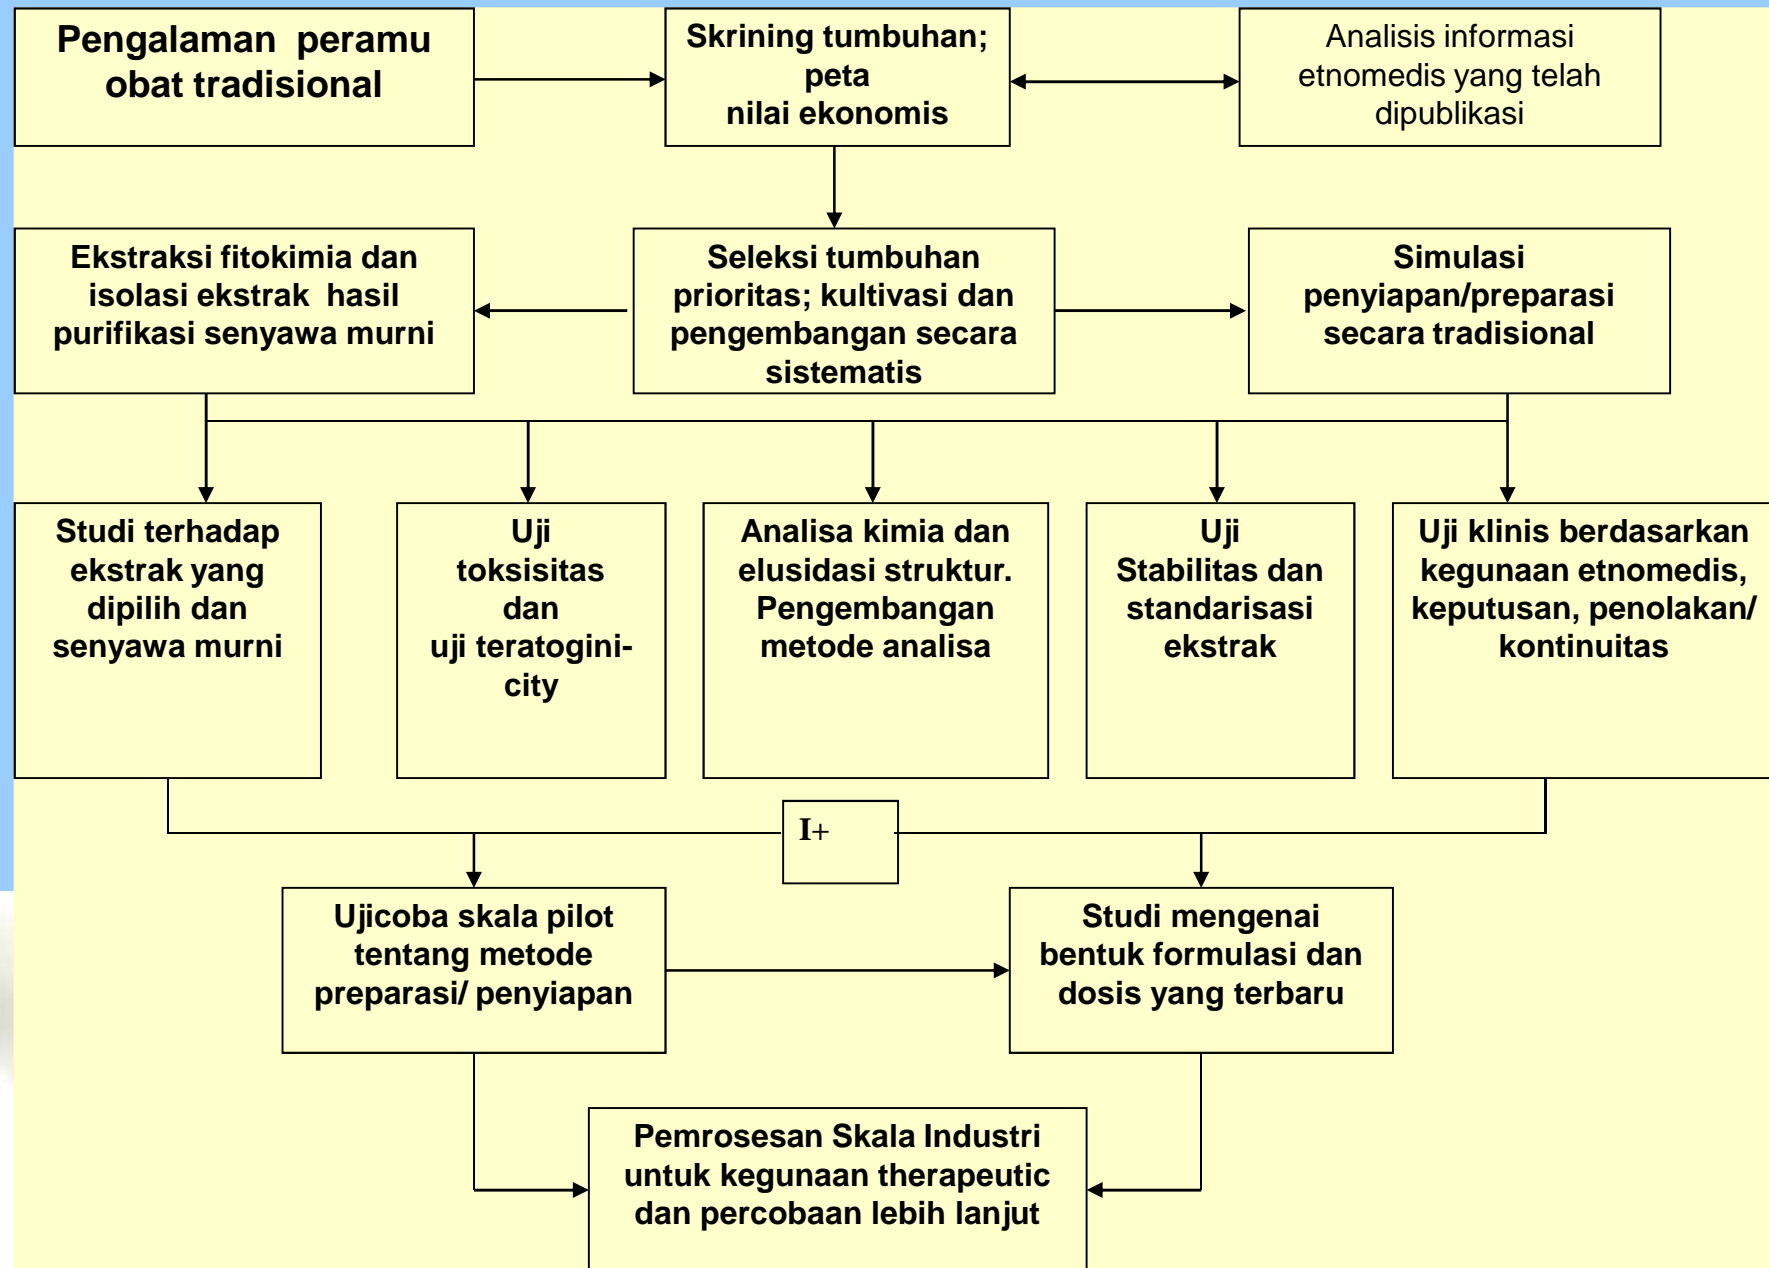 Pengalaman peramu
obat tradisional
Skrining tumbuhan;
peta
nilai ekonomis
Analisis informasi
etnomedis yang telah
dipublikasi
Ekstraksi fitokimia dan
isolasi ekstrak hasil
purifikasi senyawa murni
Seleksi tumbuhan
prioritas; kultivasi dan
pengembangan secara
sistematis
Simulasi
penyiapan/preparasi
secara tradisional
Studi terhadap
ekstrak yang
dipilih dan
senyawa murni
Uji
toksisitas
dan
uji teratogini-
city
Analisa kimia dan
elusidasi struktur.
Pengembangan
metode analisa
Uji
Stabilitas dan
standarisasi
ekstrak
Uji klinis berdasarkan
kegunaan etnomedis,
keputusan, penolakan/
kontinuitas
I+
Ujicoba skala pilot
tentang metode
preparasi/ penyiapan
Studi mengenai
bentuk formulasi dan
dosis yang terbaru
Pemrosesan Skala Industri
untuk kegunaan therapeutic
dan percobaan lebih lanjut